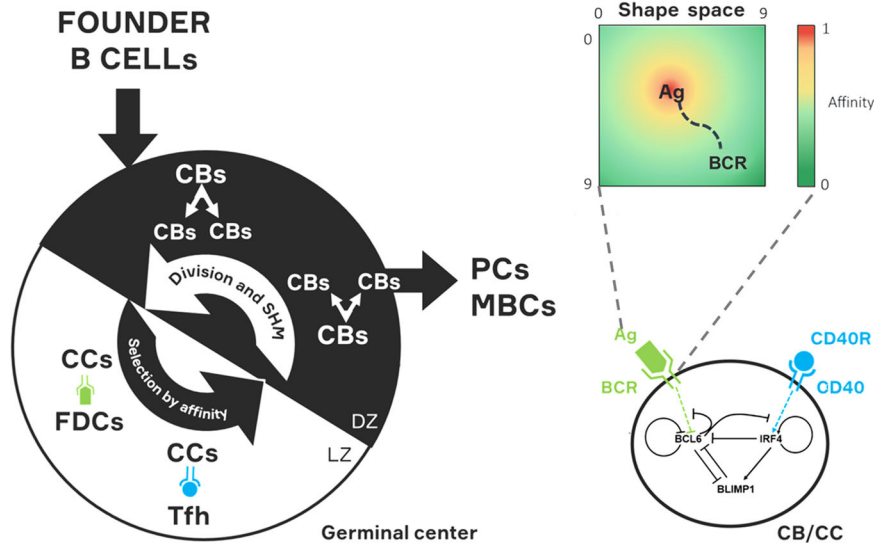 FOUNDER
B CELLs
CBs
CBs CBs
Division and SHM
CBs CBs
CBs
PCs
MBCs
Selection by affinity
CCs
FDCs
CCs
Tfh
DZ
LZ
Germinal center
Shape space
0 9
0
9
Ag
BCR
1
Affinity
0
Ag
BCR
CD40R
CD40
BCL6
IRF4
BLIMP1
CB/CC